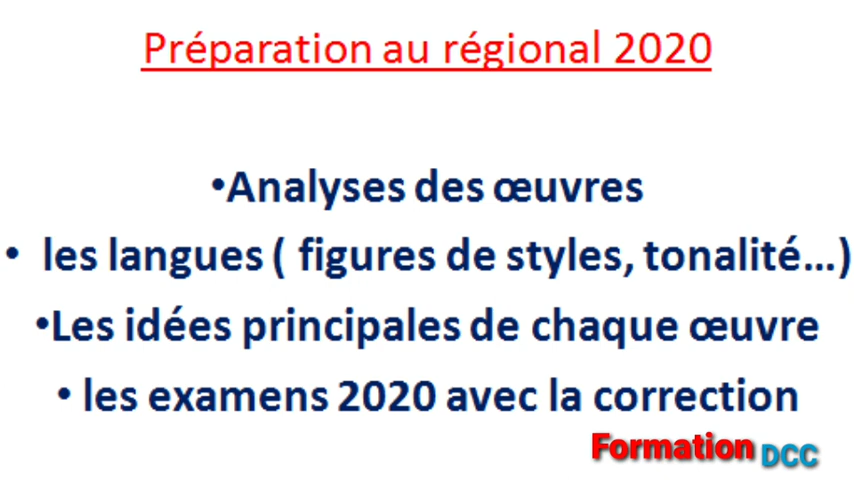 Préparation au régional 2020
•Analyses des œuvres
• les langues ( figures de styles, tonalité...)
•Les idées principales de chaque œuvre
• les examens 2020 avec la correction
Formation DCC